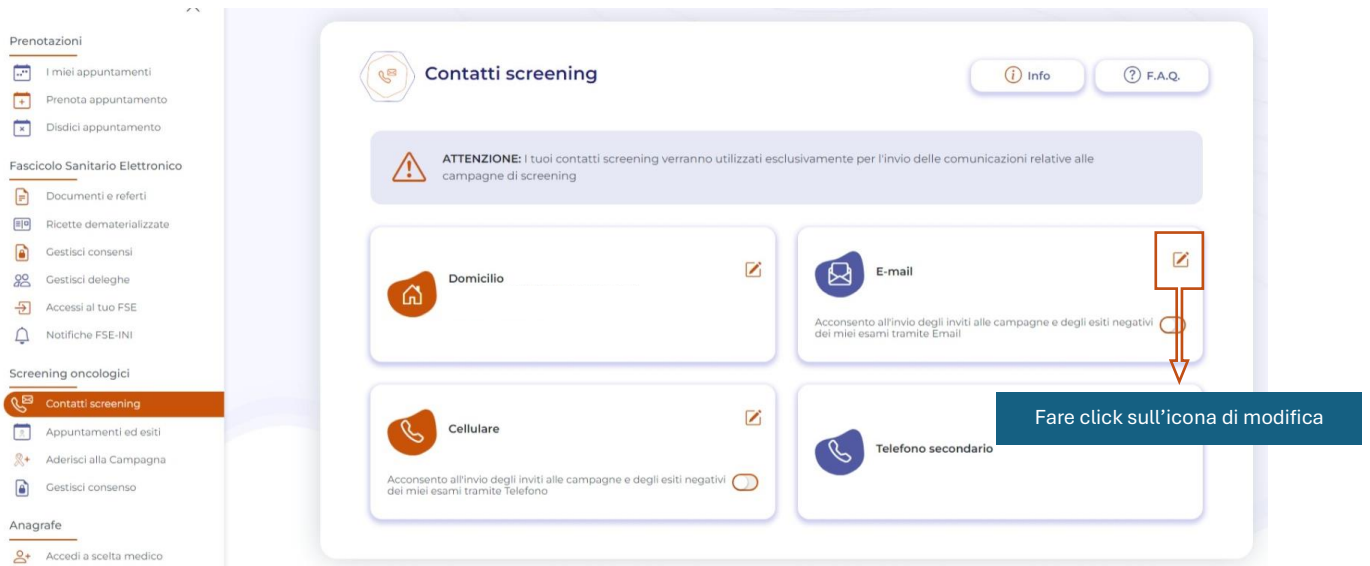 Prenotazioni
I miei appuntamenti
Prenota appuntamento
Disdici appuntamento
Fascicolo Sanitario Elettronico
Documenti e referti
Ricette dematerializzate
Gestisci consensi
Gestisci deleghe
Accessi al tuo FSE
Notifiche FSE-INI
Screening oncologici
Contatti screening
Appuntamenti ed esiti
Aderisci alla Campagna
Gestisci consenso
Anagrafe
Accedi a scelta medico
Contatti screening
Info
F.A.Q.
ATTENZIONE: I tuoi contatti screening verranno utilizzati esclusivamente per l'invio delle comunicazioni relative alle
campagne di screening
Domicilio
E-mail
Acconsento all'invio degli inviti alle campagne e degli esiti negativi
dei miei esami tramite Email
Fare click sull'icona di modifica
Cellulare
Acconsento all'invio degli inviti alle campagne e degli esiti negativi
dei miei esami tramite Telefono
Telefono secondario